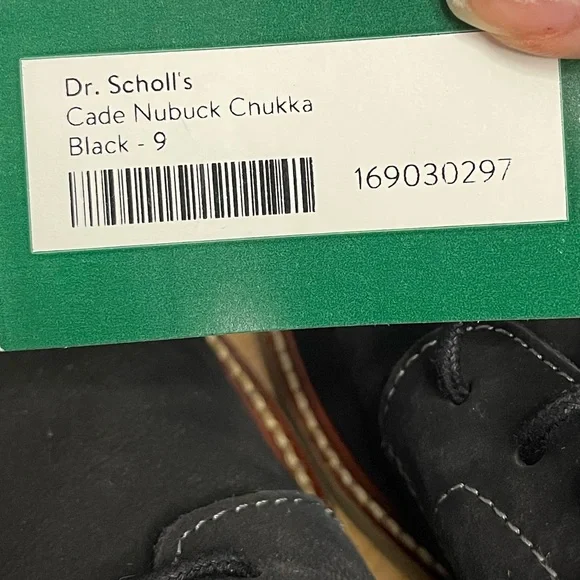 Dr. Scholl's
Cade Nubuck Chukka
Black - 9
169030297